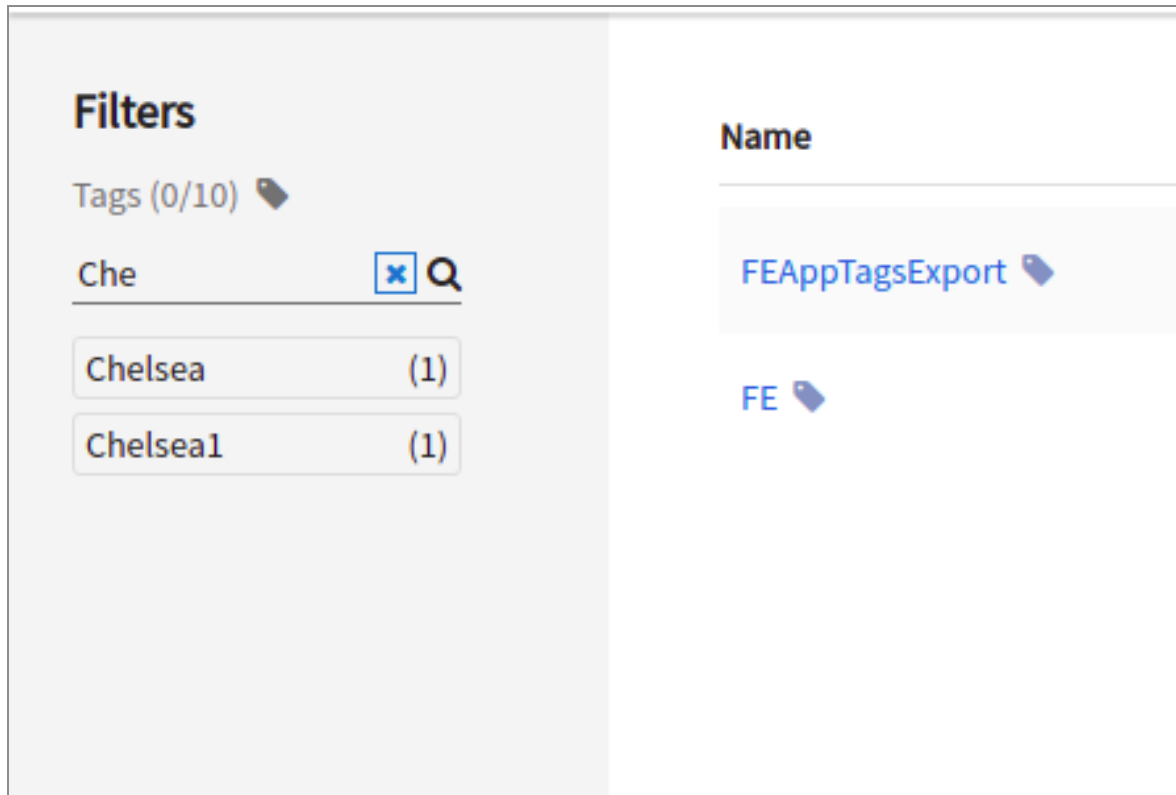 Filters
Tags (0/10)
Che
Chelsea (1)
Chelsea1 (1)
Name
FEAppTagsExport
FE